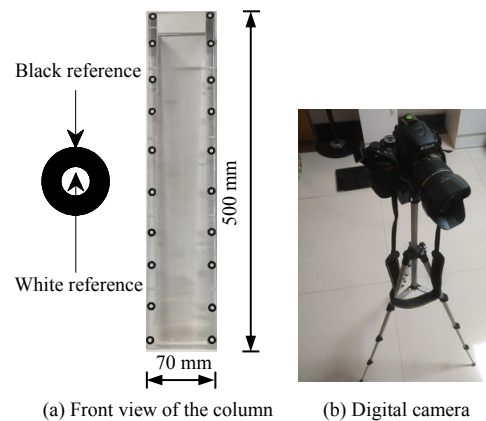 Black reference
White reference
500 mm
70 mm
(a) Front view of the column
(b) Digital camera